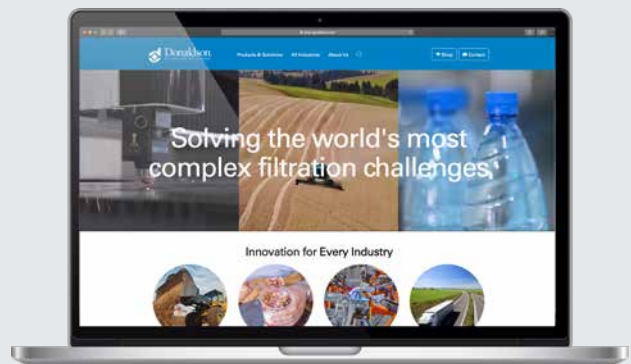 Donaldson
Products & Solutions All Industries About Us
Shop Contact
Solving the world's most
complex filtration challenges.
Innovation for Every Industry